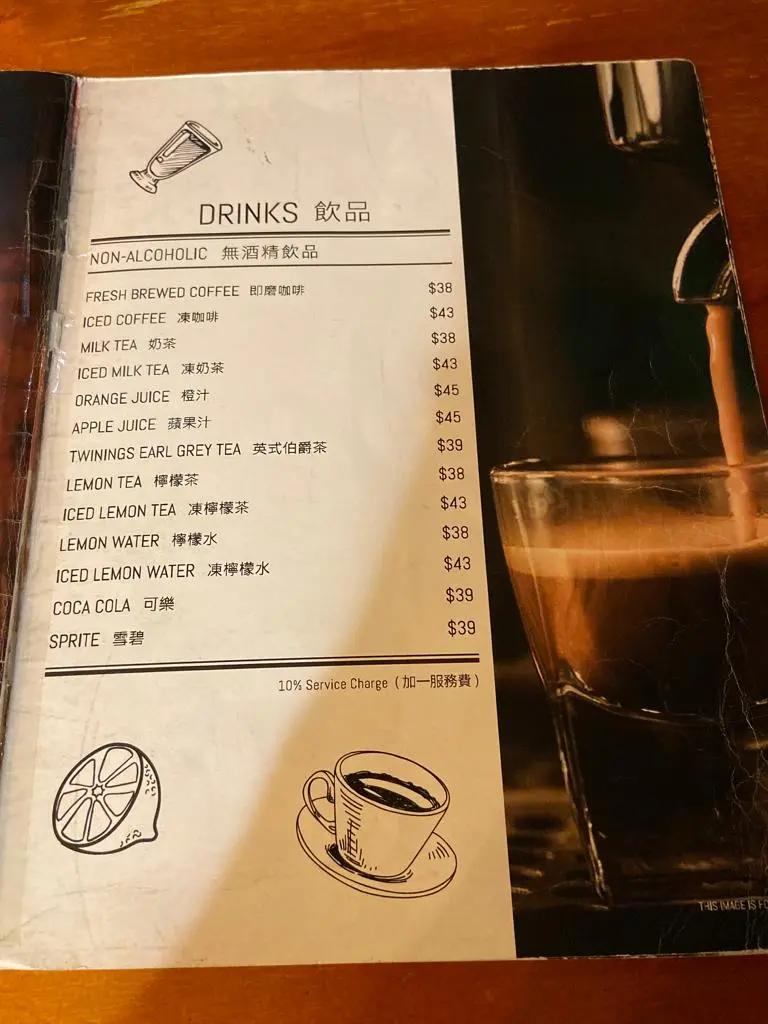 DRINKS 飲品
NON-ALCOHOLIC 無酒精飲品
FRESH BREWED COFFEE 即磨咖啡 $38
ICED COFFEE 凍咖啡 $43
MILK TEA 奶茶 $38
ICED MILK TEA 凍奶茶 $43
ORANGE JUICE 橙汁 $45
APPLE JUICE 蘋果汁 $45
TWININGS EARL GREY TEA 英式伯爵茶 $39
LEMON TEA 檸檬茶 $38
ICED LEMON TEA 凍檸檬茶 $43
LEMON WATER 檸檬水 $38
ICED LEMON WATER 凍檸檬水 $43
COCA COLA 可樂 $39
SPRITE 雪碧 $39
10% Service Charge (加一服務費)
THIS IMAGE IS